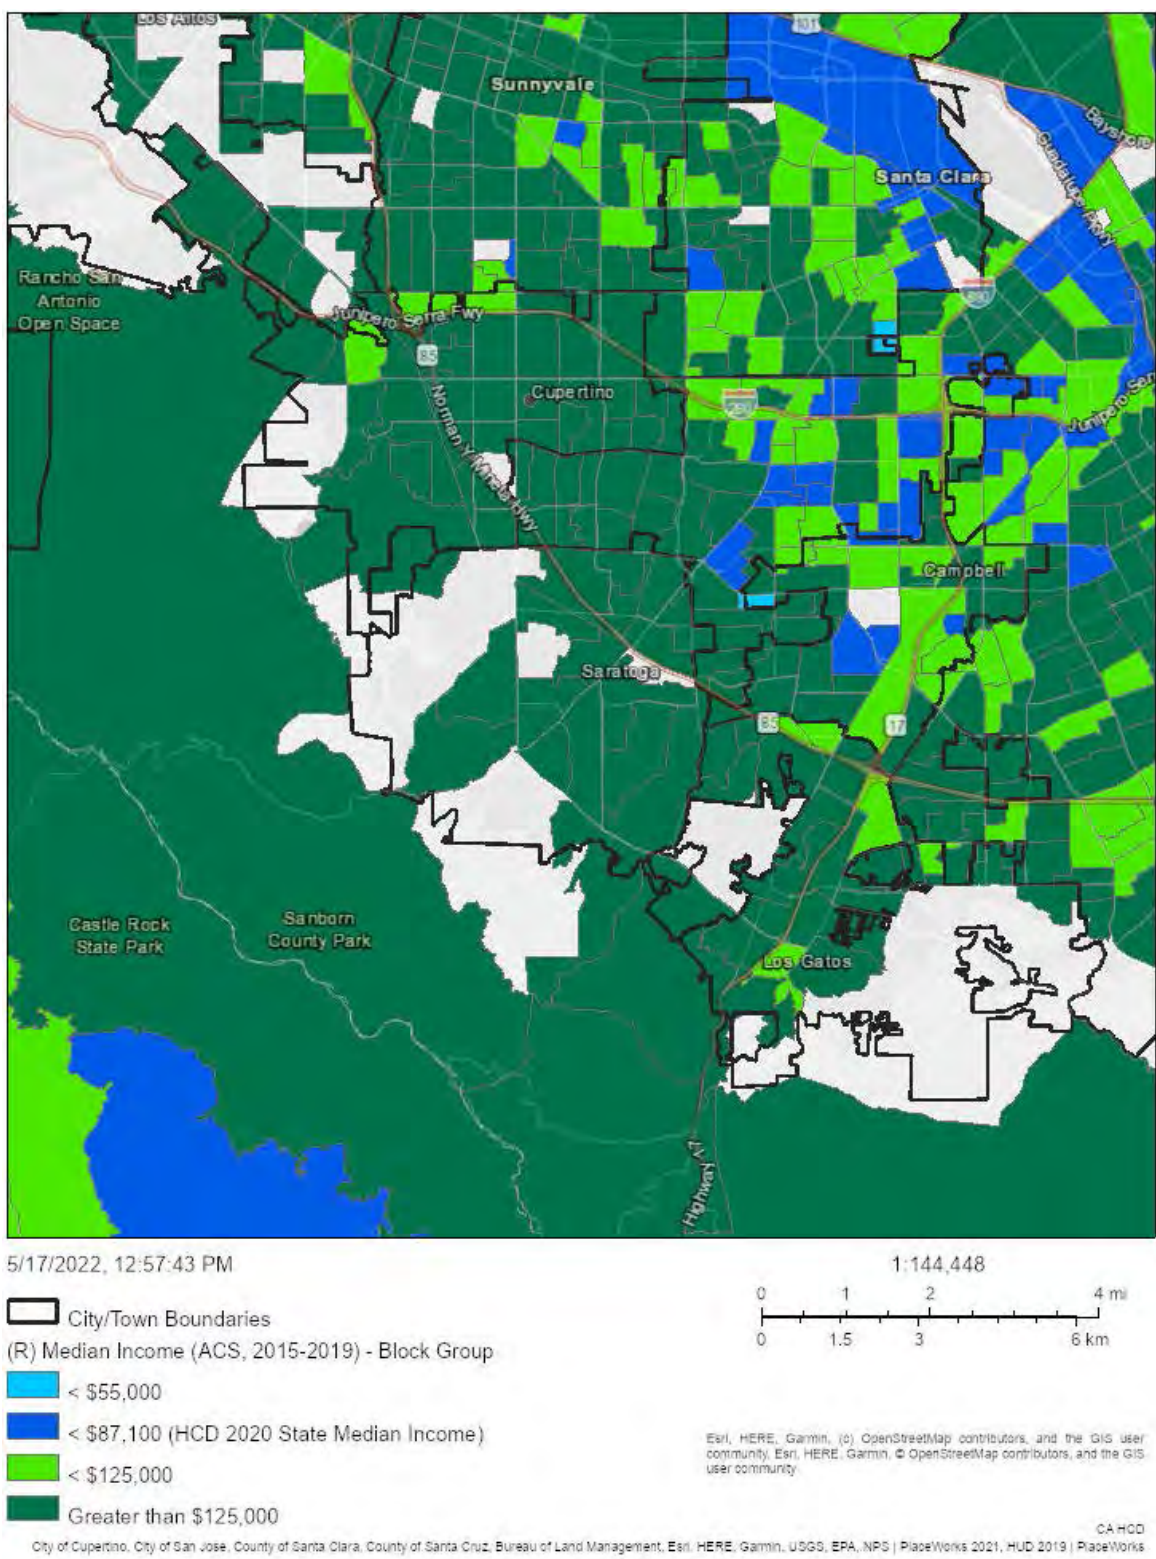 Los Altos
101
Sunnyvale
Bayshore
Guadalupe Pkwy
Santa Clara
Rancho San
Antonio
Open Space
280
Junipero Serra Fwy
85
Cupertino
280
Junipero Ser
Norman Y Mineta Hwy
Campbell
Saratoga
85
17
Castle Rock
State Park
Sanborn
County Park
Los Gatos
Highway 17
5/17/2022, 12:57:43 PM
1:144,448
0 1 2 4 mi
0 1.5 3 6 km
City/Town Boundaries
(R) Median Income (ACS, 2015-2019) - Block Group
< $55,000
< $87,100 (HCD 2020 State Median Income)
< $125,000
Greater than $125,000
Esri, HERE, Garmin, (c) OpenStreetMap contributors, and the GIS user
community, Esri, HERE, Garmin, © OpenStreetMap contributors, and the GIS
user community
CA HCD
City of Cupertino, City of San Jose, County of Santa Clara, County of Santa Cruz, Bureau of Land Management, Esri, HERE, Garmin, USGS, EPA, NPS | PlaceWorks 2021, HUD 2019 | PlaceWorks